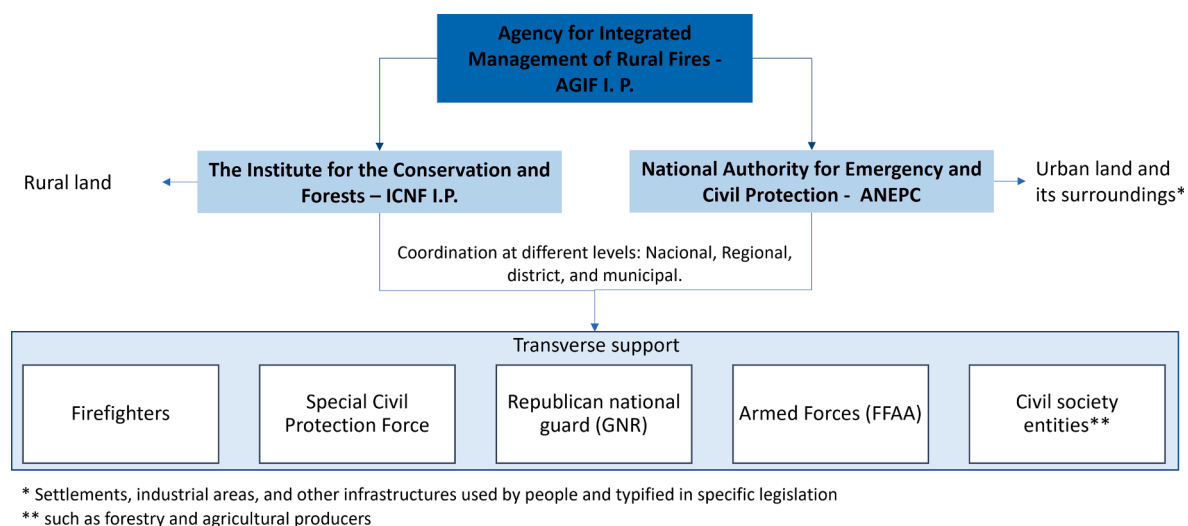 Agency for Integrated
Management of Rural Fires -
AGIF I. P.
Rural land
The Institute for the Conservation and
Forests – ICNF I.P.
National Authority for Emergency and
Civil Protection -  ANEPC
Urban land and
its surroundings*
Coordination at different levels: Nacional, Regional,
district, and municipal.
Transverse support
Firefighters
Special Civil
Protection Force
Republican national
guard (GNR)
Armed Forces (FFAA)
Civil society
entities**
* Settlements, industrial areas, and other infrastructures used by people and typified in specific legislation
** such as forestry and agricultural producers